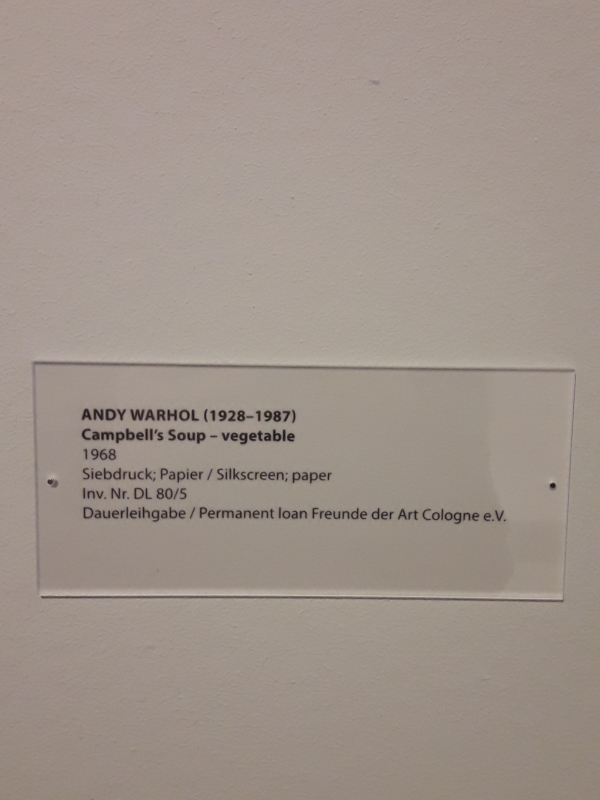 ANDY WARHOL (1928–1987)
Campbell's Soup – vegetable
1968
Siebdruck; Papier / Silkscreen; paper
Inv. Nr. DL 80/5
Dauerleihgabe / Permanent loan Freunde der Art Cologne e.V.